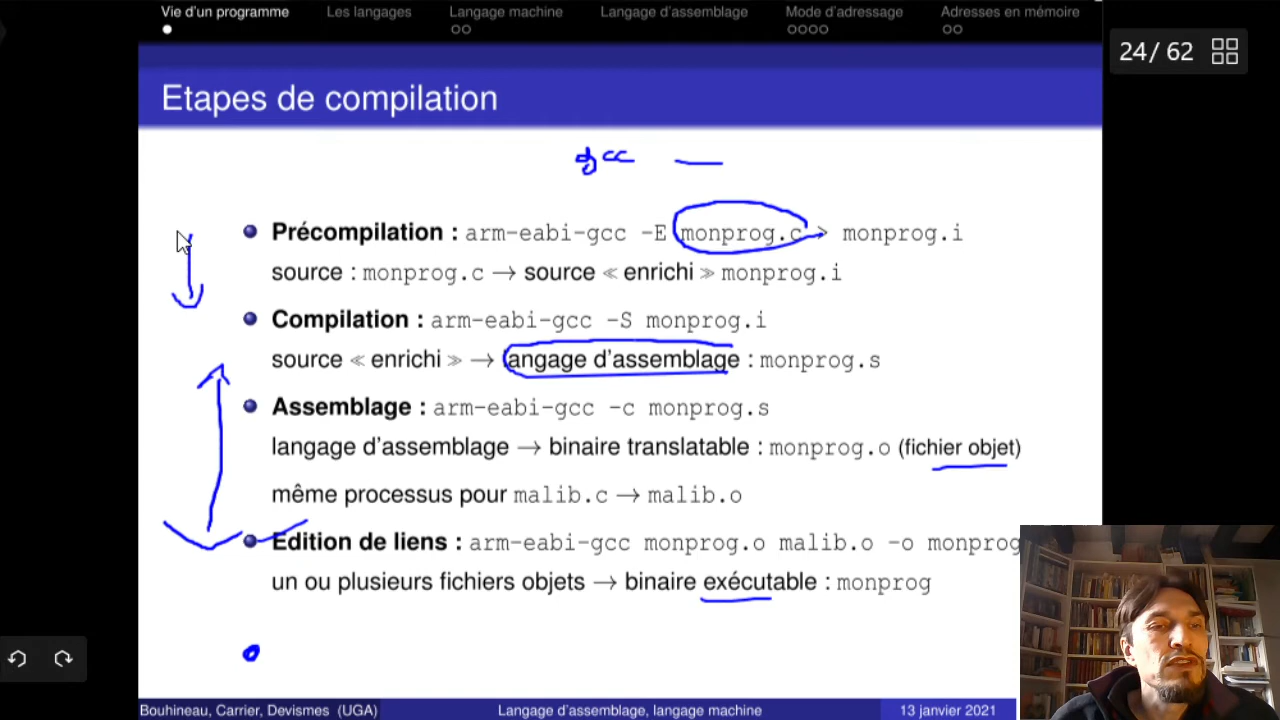 Vie d'un programme Les langages Langage machine Langage d'assemblage Mode d'adressage Adresses en mémoire
24 / 62
Etapes de compilation
gcc
Précompilation : arm-eabi-gcc -E monprog.c > monprog.i
source : monprog.c → source ≪ enrichi ≫ monprog.i
Compilation : arm-eabi-gcc -S monprog.i
source ≪ enrichi ≫ → langage d'assemblage : monprog.s
Assemblage : arm-eabi-gcc -c monprog.s
langage d'assemblage → binaire translatable : monprog.o (fichier objet)
même processus pour malib.c → malib.o
Edition de liens : arm-eabi-gcc monprog.o malib.o -o monprog
un ou plusieurs fichiers objets → binaire exécutable : monprog
Bouhineau, Carrier, Devismes (UGA) Langage d'assemblage, langage machine 13 janvier 2021